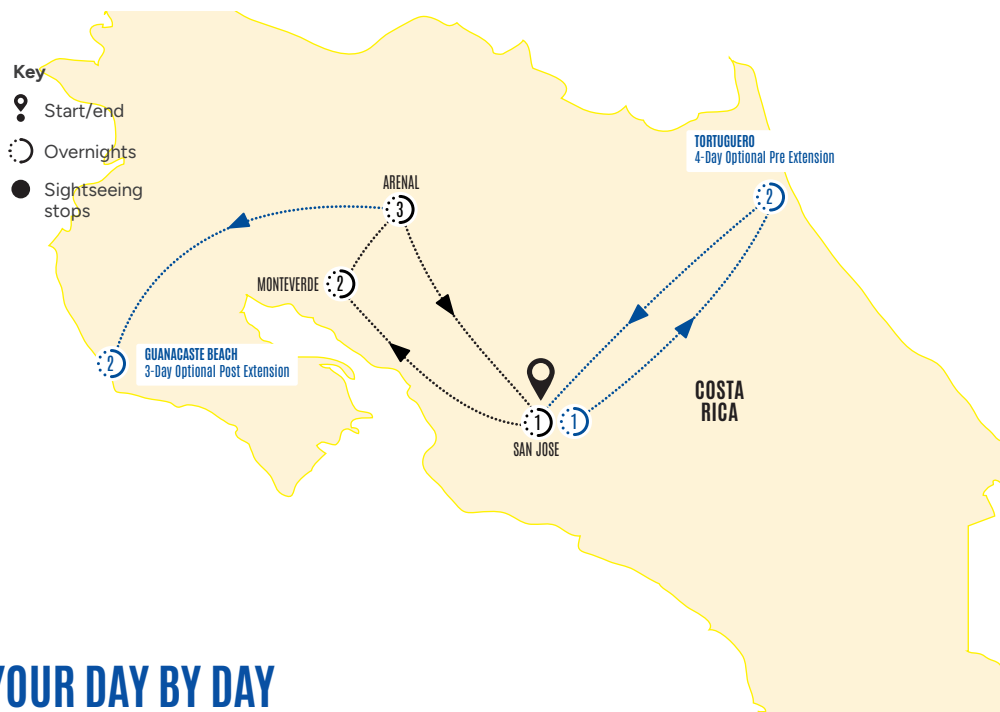 Key
Start/end
Overnights
Sightseeing
stops
TORTUGUERO
4-Day Optional Pre Extension
2
ARENAL
3
MONTEVERDE
2
2
GUANACASTE BEACH
3-Day Optional Post Extension
1
1
SAN JOSE
COSTA
RICA
YOUR DAY BY DAY